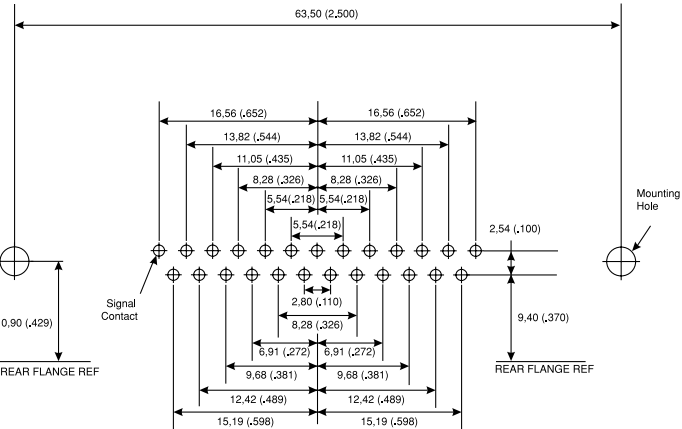 63,50 (2.500)
16,56 (.652) 16,56 (.652)
13,82 (.544) 13,82 (.544)
11,05 (.435) 11,05 (.435)
8,28 (.326) 8,28 (.326)
5,54(.218) 5,54(.218)
5,54(.218)
Mounting
Hole
2,54 (.100)
Signal
Contact
2,80 (.110)
8,28 (.326)
0,90 (.429)
9,40 (.370)
6,91 (.272) 6,91 (.272)
REAR FLANGE REF
REAR FLANGE REF
9,68 (.381) 9,68 (.381)
12,42 (.489) 12,42 (.489)
15,19 (.598) 15,19 (.598)